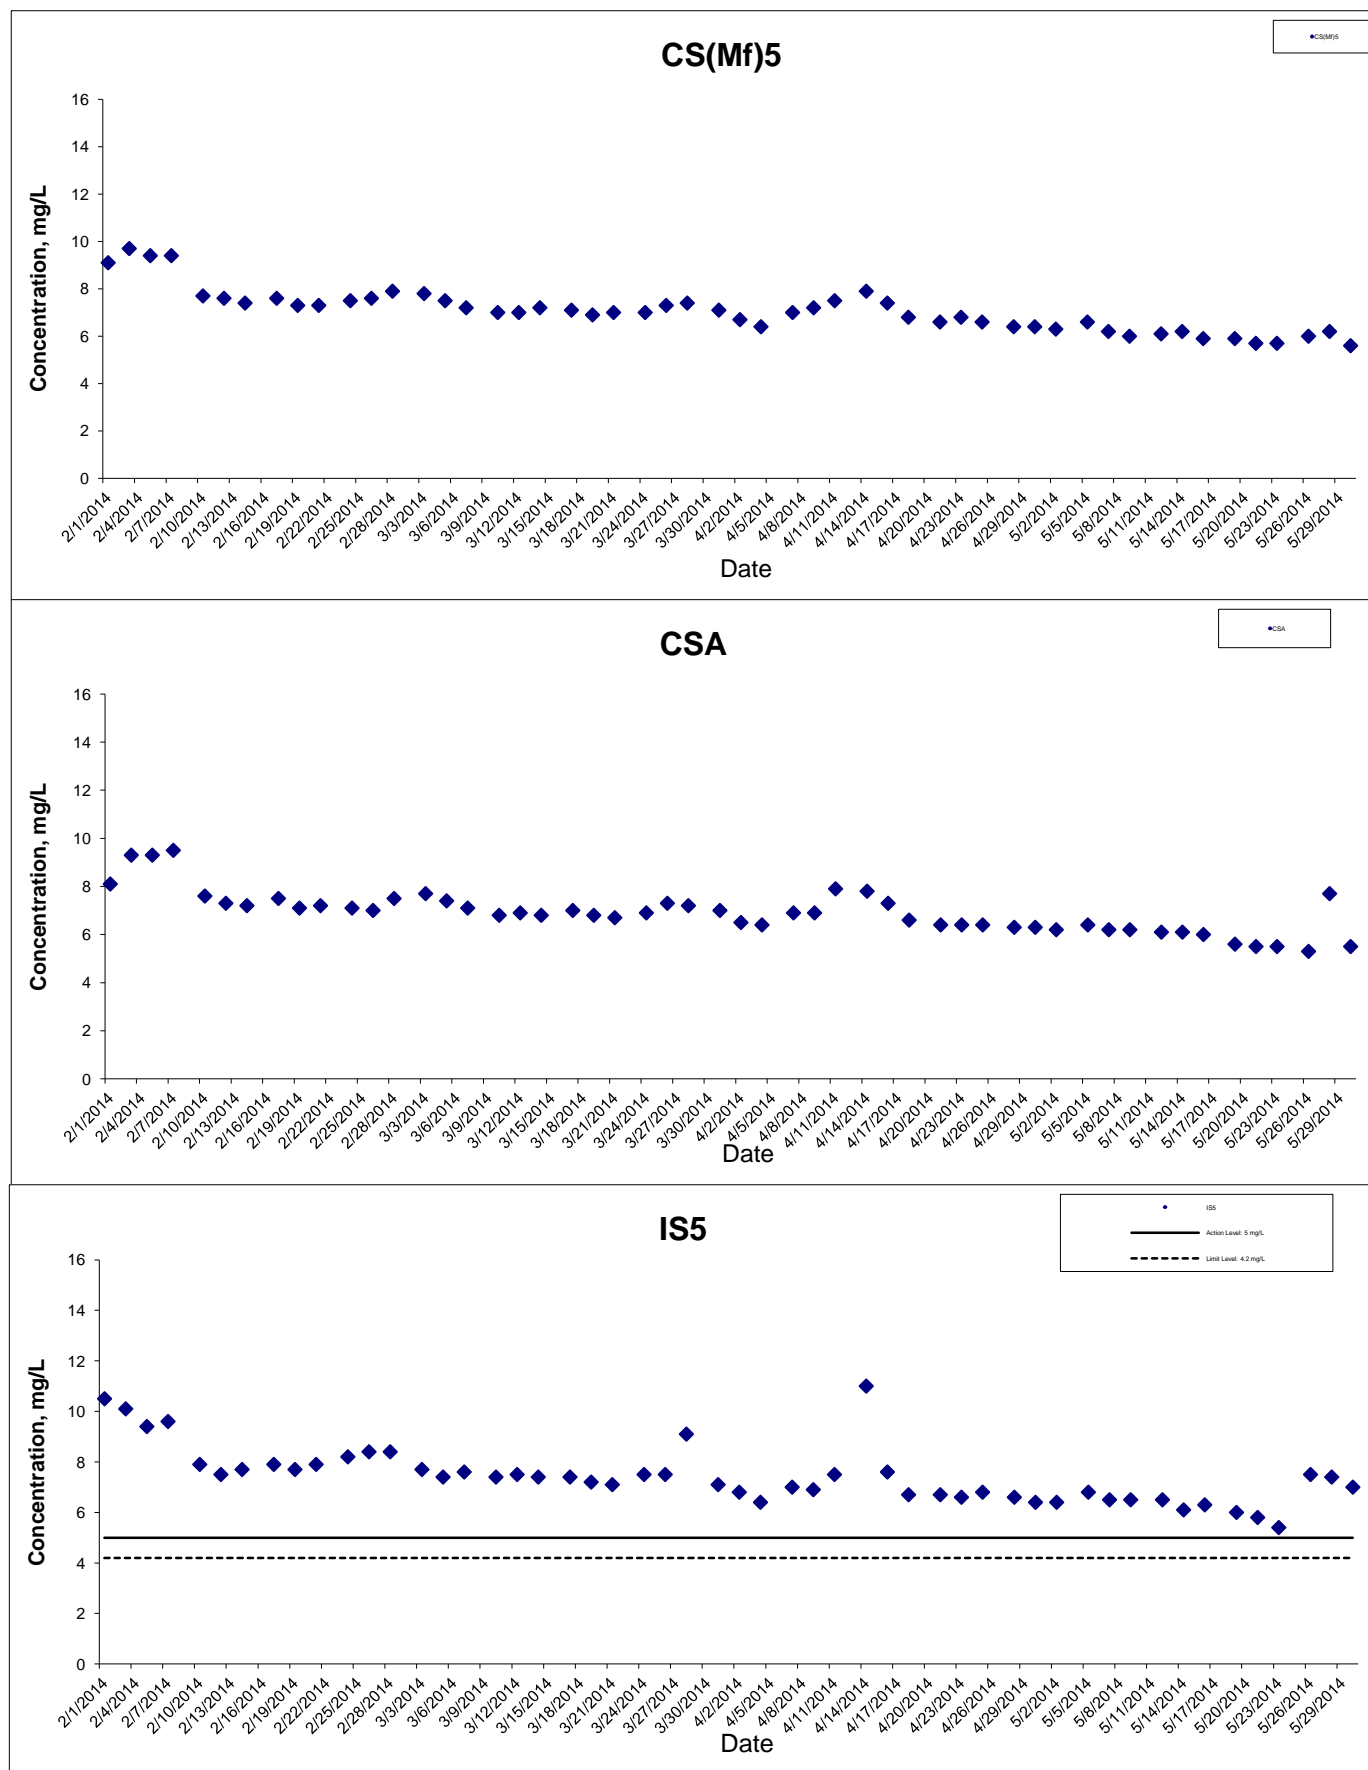 CS(Mf)5
CS(Mf)5
Concentration, mg/L
16
14
12
10
8
6
4
2
0
2/1/2014 2/4/2014 2/7/2014 2/10/2014 2/13/2014 2/16/2014 2/19/2014 2/22/2014 2/25/2014 2/28/2014 3/3/2014 3/6/2014 3/9/2014 3/12/2014 3/15/2014 3/18/2014 3/21/2014 3/24/2014 3/27/2014 3/30/2014 4/2/2014 4/5/2014 4/8/2014 4/11/2014 4/14/2014 4/17/2014 4/20/2014 4/23/2014 4/26/2014 4/29/2014 5/2/2014 5/5/2014 5/8/2014 5/11/2014 5/14/2014 5/17/2014 5/20/2014 5/23/2014 5/26/2014 5/29/2014
Date
CSA
CSA
Concentration, mg/L
16
14
12
10
8
6
4
2
0
2/1/2014 2/4/2014 2/7/2014 2/10/2014 2/13/2014 2/16/2014 2/19/2014 2/22/2014 2/25/2014 2/28/2014 3/3/2014 3/6/2014 3/9/2014 3/12/2014 3/15/2014 3/18/2014 3/21/2014 3/24/2014 3/27/2014 3/30/2014 4/2/2014 4/5/2014 4/8/2014 4/11/2014 4/14/2014 4/17/2014 4/20/2014 4/23/2014 4/26/2014 4/29/2014 5/2/2014 5/5/2014 5/8/2014 5/11/2014 5/14/2014 5/17/2014 5/20/2014 5/23/2014 5/26/2014 5/29/2014
Date
IS5
IS5
Action Level: 5 mg/L
Limit Level: 4.2 mg/L
Concentration, mg/L
16
14
12
10
8
6
4
2
0
2/1/2014 2/4/2014 2/7/2014 2/10/2014 2/13/2014 2/16/2014 2/19/2014 2/22/2014 2/25/2014 2/28/2014 3/3/2014 3/6/2014 3/9/2014 3/12/2014 3/15/2014 3/18/2014 3/21/2014 3/24/2014 3/27/2014 3/30/2014 4/2/2014 4/5/2014 4/8/2014 4/11/2014 4/14/2014 4/17/2014 4/20/2014 4/23/2014 4/26/2014 4/29/2014 5/2/2014 5/5/2014 5/8/2014 5/11/2014 5/14/2014 5/17/2014 5/20/2014 5/23/2014 5/26/2014 5/29/2014
Date